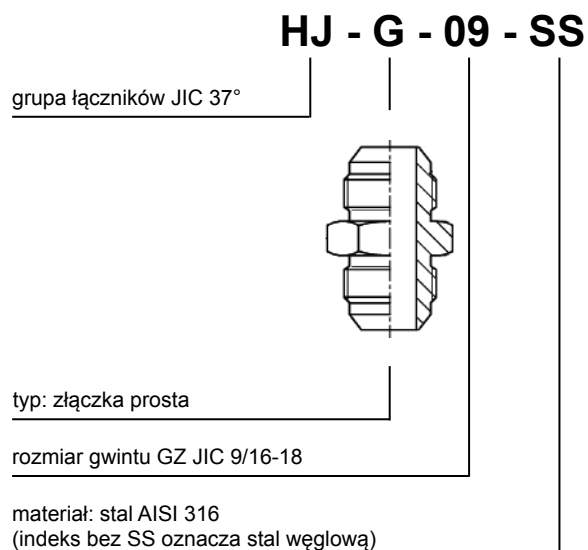 HJ - G - 09 - SS
grupa łączników JIC 37°
typ: złączka prosta
rozmiar gwintu GZ JIC 9/16-18
materiał: stal AISI 316
(indeks bez SS oznacza stal węglową)